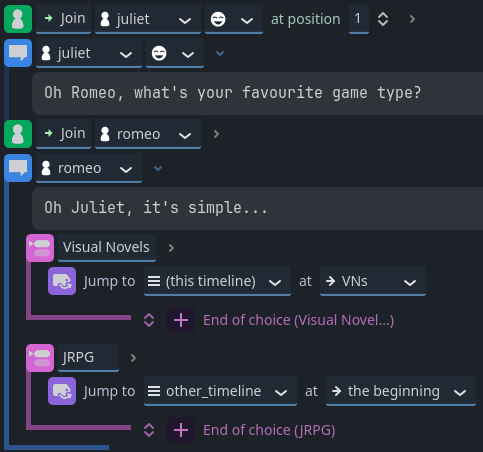 Join juliet at position 1
juliet
Oh Romeo, what's your favourite game type?
Join romeo
romeo
Oh Juliet, it's simple...
Visual Novels
Jump to (this timeline) at VNs
End of choice (Visual Novel...)
JRPG
Jump to other_timeline at the beginning
End of choice (JRPG)